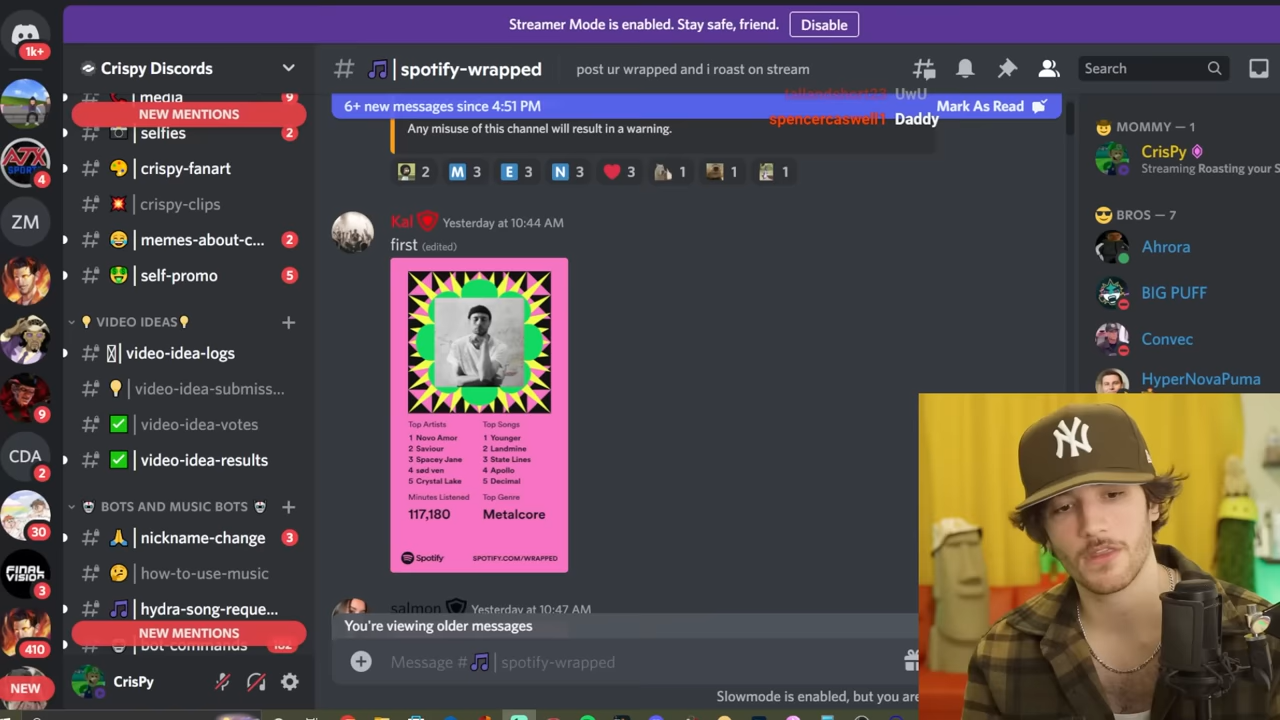 Streamer Mode is enabled. Stay safe, friend.
Disable
1k+
4
ZM
9
CDA
2
30
FINAL VISION
3
410
NEW
Crispy Discords
media
9
NEW MENTIONS
selfies
2
crispy-fanart
crispy-clips
memes-about-c...
2
self-promo
5
VIDEO IDEAS
video-idea-logs
video-idea-submiss...
video-idea-votes
video-idea-results
BOTS AND MUSIC BOTS
nickname-change
3
how-to-use-music
hydra-song-reque...
NEW MENTIONS
bot-commands
CrisPy
# | spotify-wrapped
post ur wrapped and i roast on stream
Search
6+ new messages since 4:51 PM
Mark As Read
UwU
spencercaswell1 Daddy
Any misuse of this channel will result in a warning.
2
M 3
E 3
N 3
3
1
1
1
Kal
Yesterday at 10:44 AM
first (edited)
Top Artists
1 Novo Amor
2 Saviour
3 Spacey Jane
4 sød ven
5 Crystal Lake
Top Songs
1 Younger
2 Landmine
3 State Lines
4 Apollo
5 Decimal
Minutes Listened
117,180
Top Genre
Metalcore
Spotify
SPOTIFY.COM/WRAPPED
salmon
Yesterday at 10:47 AM
You're viewing older messages
Message # | spotify-wrapped
Slowmode is enabled, but you are
MOMMY — 1
CrisPy
Streaming Roasting your S
BROS — 7
Ahrora
BIG PUFF
Convec
HyperNovaPuma
NY